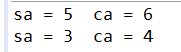 sa = 5  ca = 6
sa = 3  ca = 4